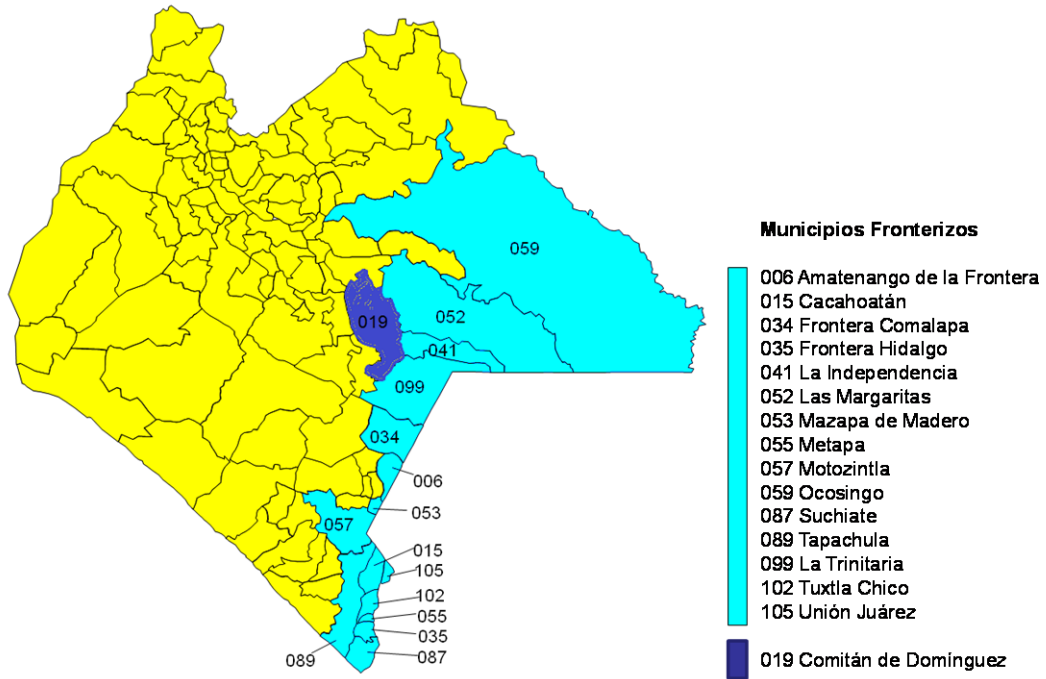 059
019
052
041
099
034
006
053
057
015
105
102
055
035
089
087
Municipios Fronterizos
006 Amatenango de la Frontera
015 Cacahoatán
034 Frontera Comalapa
035 Frontera Hidalgo
041 La Independencia
052 Las Margaritas
053 Mazapa de Madero
055 Metapa
057 Motozintla
059 Ocosingo
087 Suchiate
089 Tapachula
099 La Trinitaria
102 Tuxtla Chico
105 Unión Juárez
019 Comitán de Domínguez